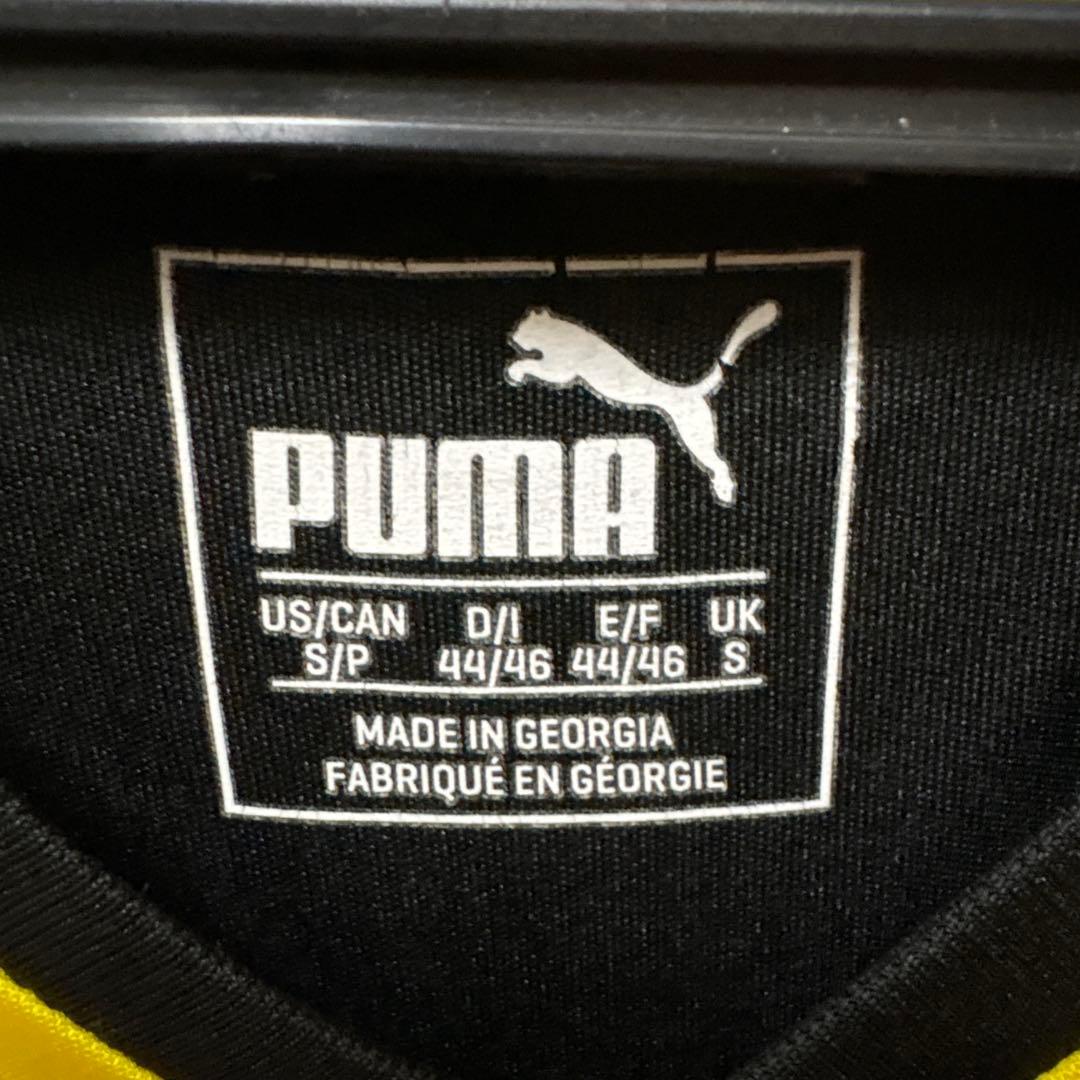 PUMA
US/CAN D/I E/F UK
S/P 44/46 44/46 S
MADE IN GEORGIA
FABRIQUÉ EN GÉORGIE